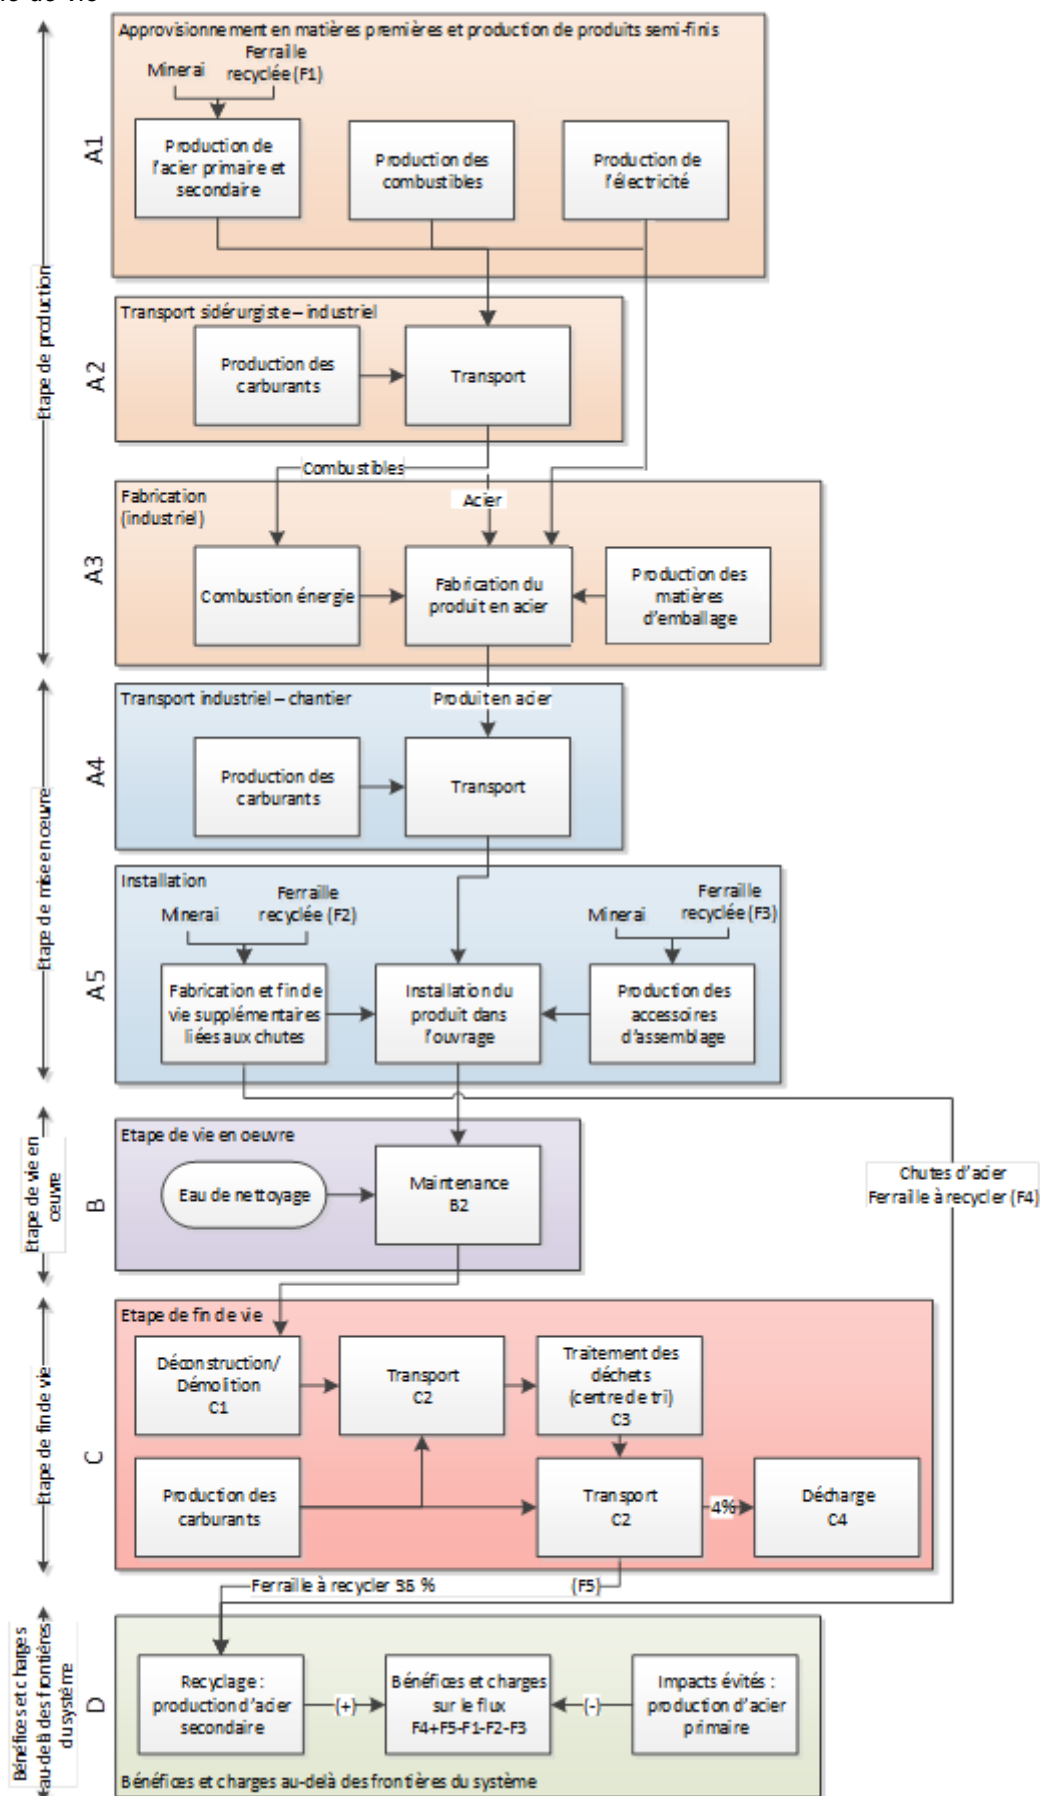 Approvisionnement en matières premières et production de produits semi-finis
Minerai
Ferraille
recyclée (F1)
Production de
l'acier primaire et
secondaire
Production des
combustibles
Production de
l'électricité
A1
Etape de production
Transport sidérurgiste – industriel
Production des
carburants
Transport
A2
Combustibles
Acier
Fabrication
(industriel)
Combustion énergie
Fabrication du
produit en acier
Production des
matières
d'emballage
A3
Transport industriel – chantier
Produit en acier
Production des
carburants
Transport
A4
Etape de mise en œuvre
Installation
Minerai
Ferraille
recyclée (F2)
Minerai
Ferraille
recyclée (F3)
Fabrication et fin de
vie supplémentaires
liées aux chutes
Installation du
produit dans
l'ouvrage
Production des
accessoires
d'assemblage
A5
Etape de vie en
œuvre
Etape de vie en oeuvre
Eau de nettoyage
Maintenance
B2
B
Chutes d'acier
Ferraille à recycler (F4)
Etape de fin de vie
Etape de fin de vie
Déconstruction/
Démolition
C1
Transport
C2
Traitement des
déchets
(centre de tri)
C3
C
Production des
carburants
Transport
C2
4%
Décharge
C4
Ferraille à recycler 38 %
(F5)
Bénéfices et charges
au-delà des frontières
du système
D
Recyclage :
production d'acier
secondaire
(+)
Bénéfices et charges
sur le flux
F4+F5-F1-F2-F3
(-)
Impacts évités :
production d'acier
primaire
Bénéfices et charges au-delà des frontières du système